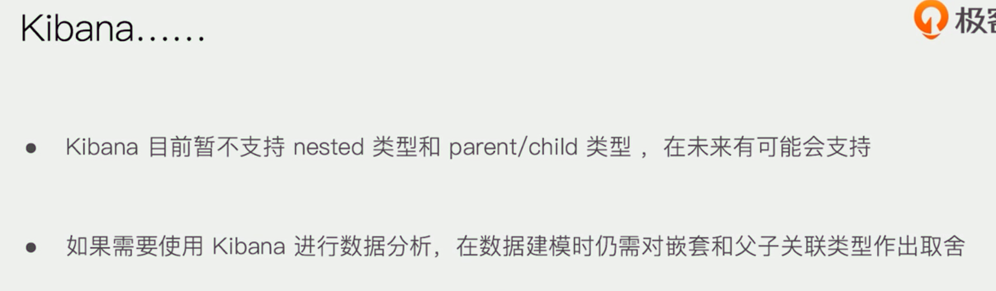 Kibana……
极客
Kibana 目前暂不支持 nested 类型和 parent/child 类型 ，在未来有可能会支持
如果需要使用 Kibana 进行数据分析，在数据建模时仍需对嵌套和父子关联类型作出取舍